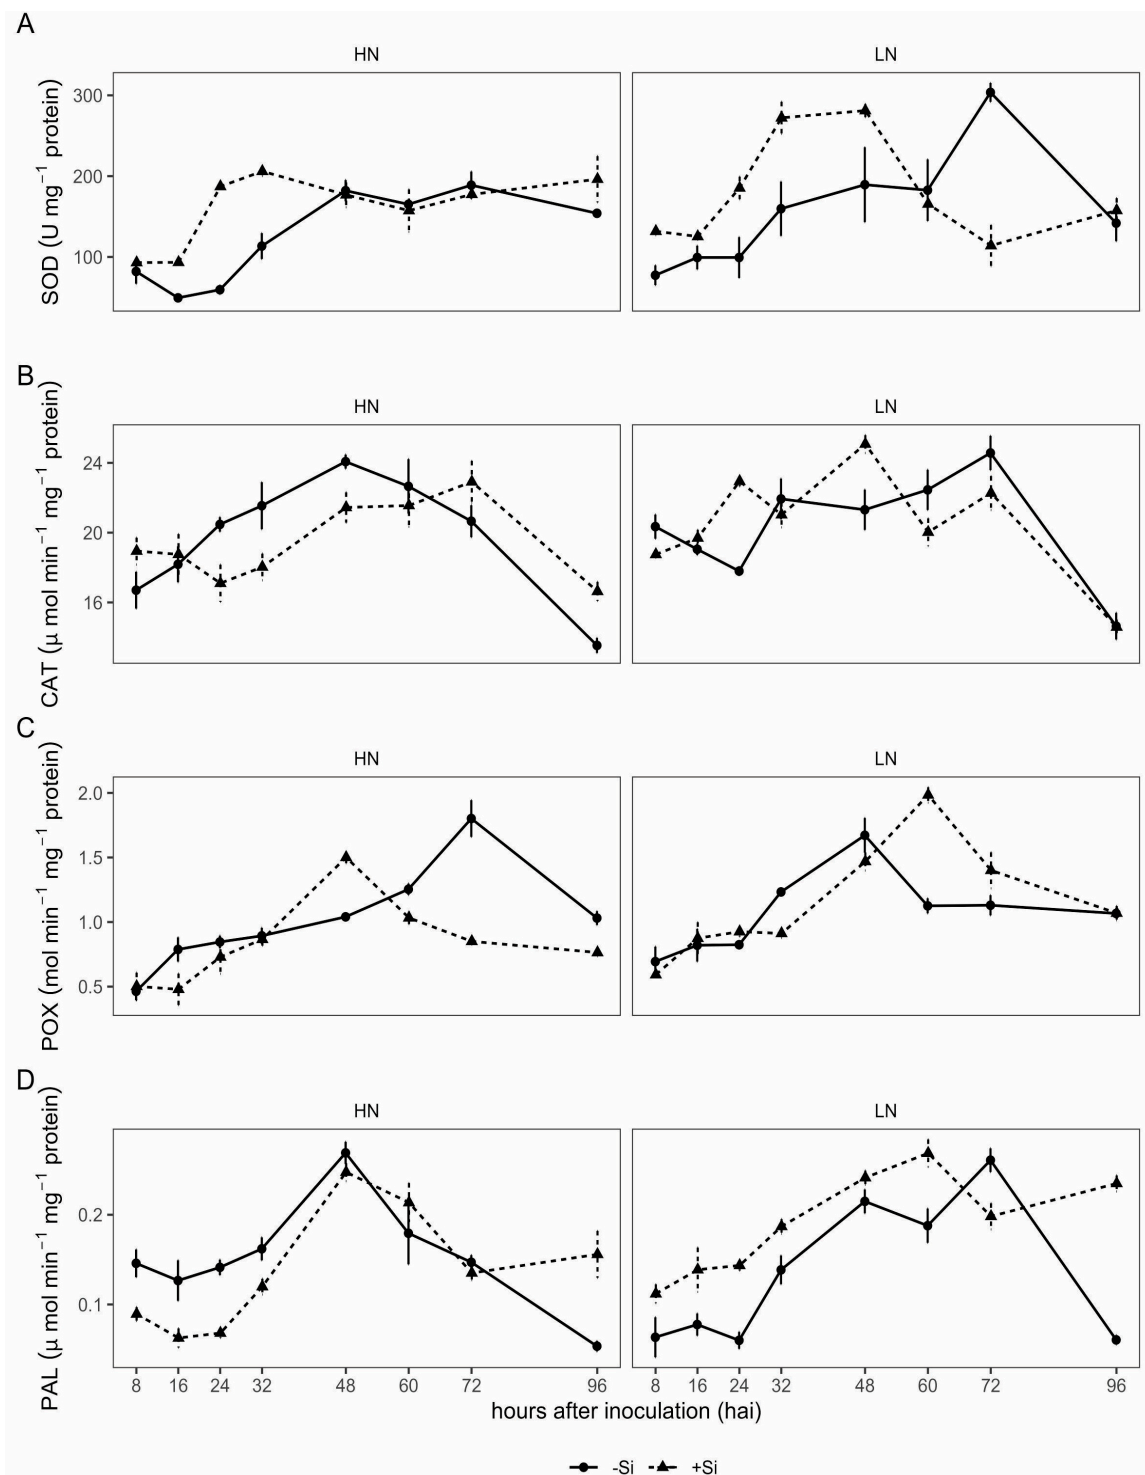 A
HN LN
SOD (U mg⁻¹ protein)
300
200
100
B
HN LN
CAT (μ mol min⁻¹ mg⁻¹ protein)
24
20
16
C
HN LN
POX (mol min⁻¹ mg⁻¹ protein)
2.0
1.5
1.0
0.5
D
HN LN
PAL (μ mol min⁻¹ mg⁻¹ protein)
0.2
0.1
8 16 24 32 48 60 72 96 8 16 24 32 48 60 72 96
hours after inoculation (hai)
-Si +Si